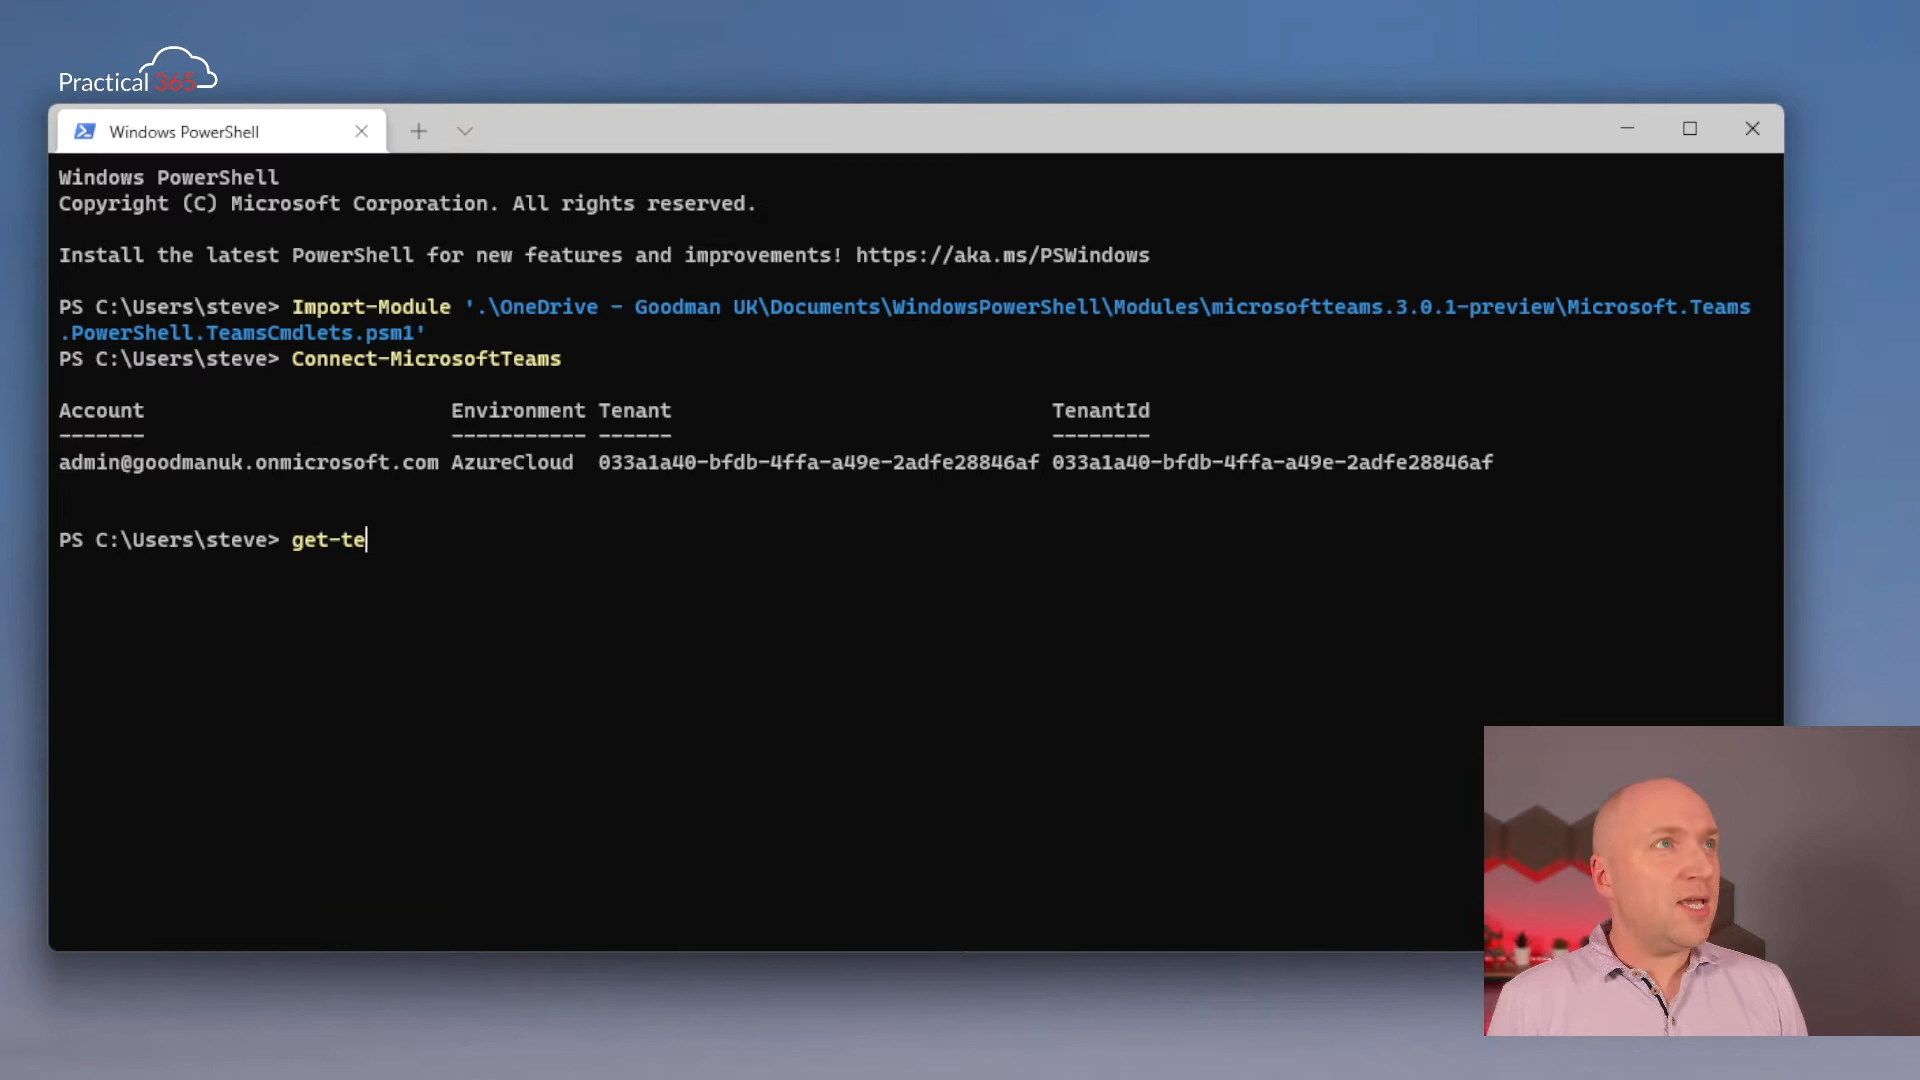 Practical 365
Windows PowerShell
Windows PowerShell
Copyright (C) Microsoft Corporation. All rights reserved.
Install the latest PowerShell for new features and improvements! https://aka.ms/PSWindows
PS C:\Users\steve> Import-Module '.\OneDrive - Goodman UK\Documents\WindowsPowerShell\Modules\microsoftteams.3.0.1-preview\Microsoft.Teams
.PowerShell.TeamsCmdlets.psm1'
PS C:\Users\steve> Connect-MicrosoftTeams
Account Environment Tenant TenantId
------- ----------- ------ --------
admin@goodmanuk.onmicrosoft.com AzureCloud 033a1a40-bfdb-4ffa-a49e-2adfe28846af 033a1a40-bfdb-4ffa-a49e-2adfe28846af
PS C:\Users\steve> get-te